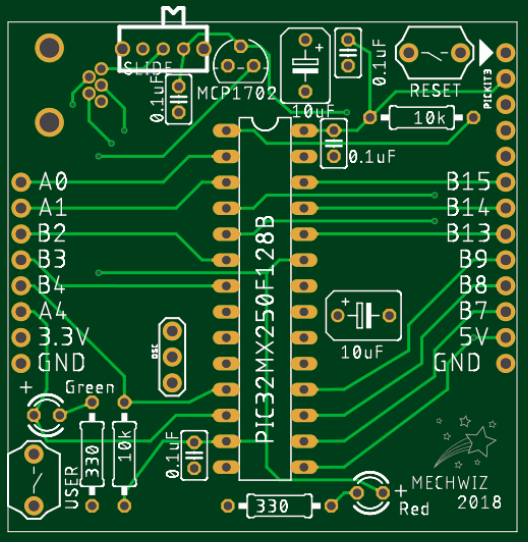 SLIDE
0.1uF
MCP1702
+
10uF
0.1uF
RESET
PICKIT3
10k
0.1uF
A0
A1
B2
B3
B4
A4
3.3V
GND
B15
B14
B13
B9
B8
B7
5V
GND
PIC32MX250F128B
OSC
+
10uF
+
Green
330
10k
0.1uF
USER
330
+
Red
MECHWIZ
2018